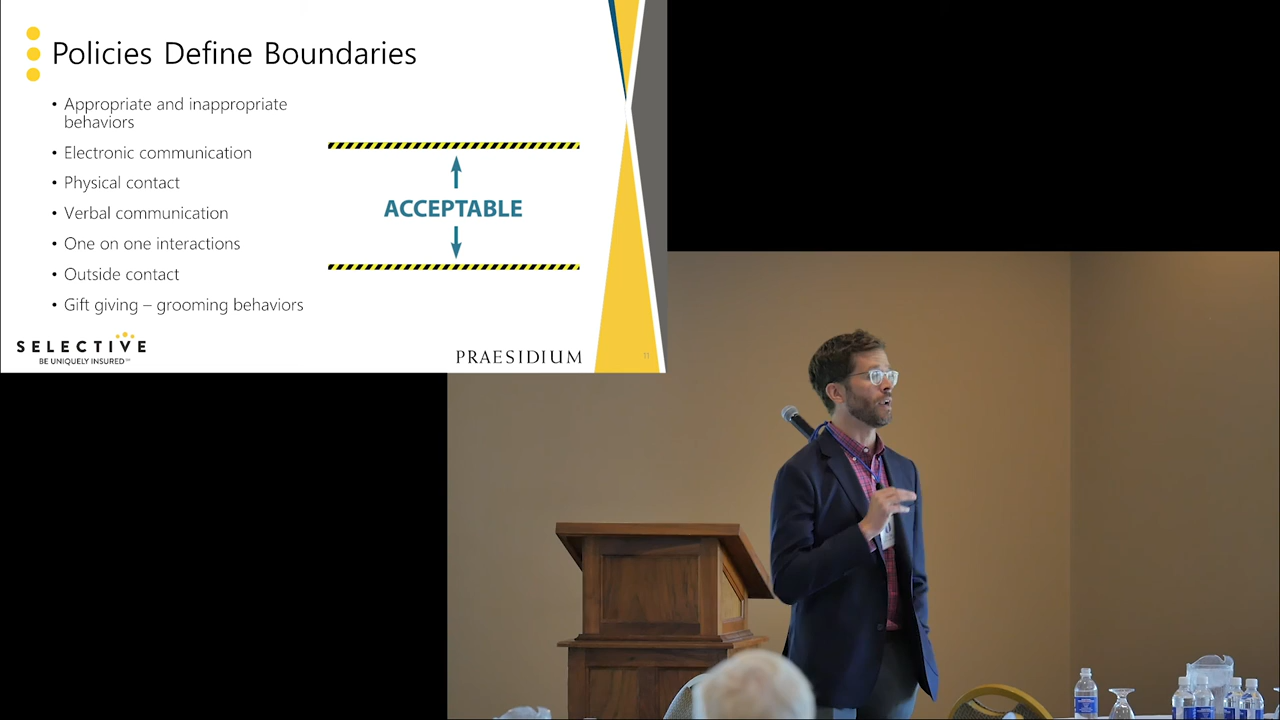 Policies Define Boundaries
• Appropriate and inappropriate
behaviors
• Electronic communication
• Physical contact
• Verbal communication
• One on one interactions
• Outside contact
• Gift giving – grooming behaviors
ACCEPTABLE
SELECTIVE
BE UNIQUELY INSURED
PRAESIDIUM
11